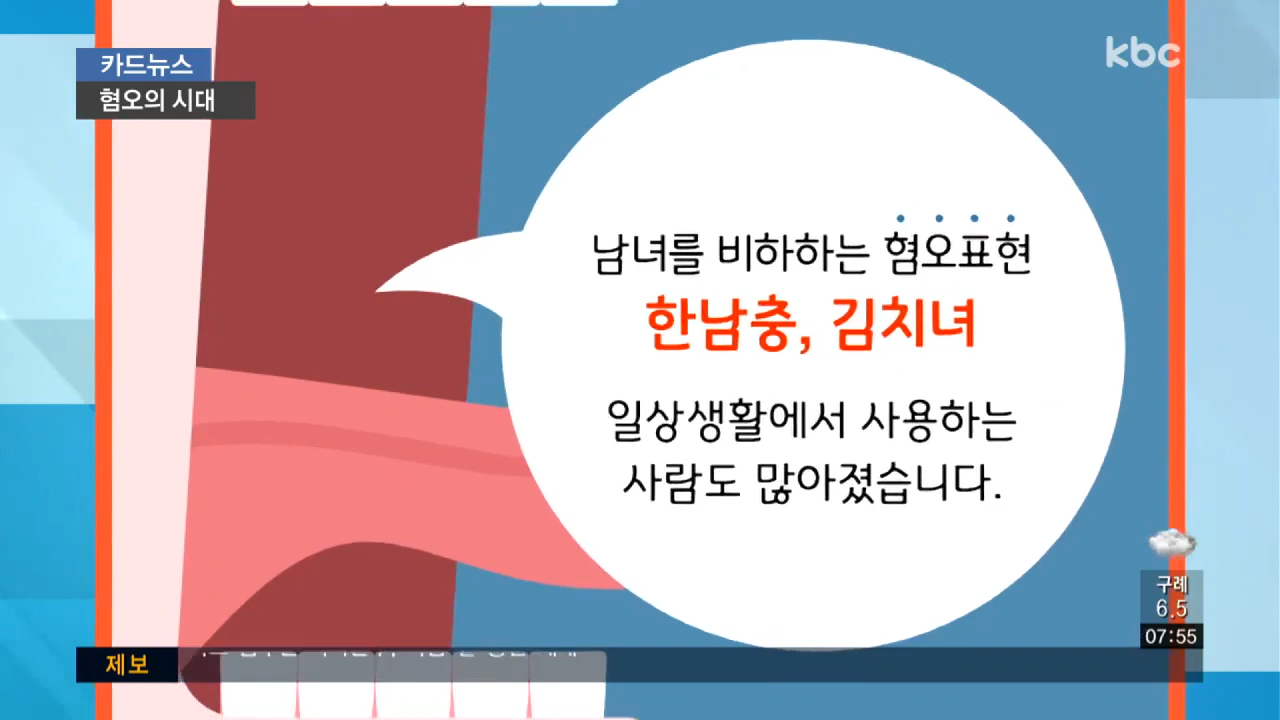 카드뉴스
혐오의 시대
kbc
남녀를 비하하는 혐오표현
한남충, 김치녀
일상생활에서 사용하는
사람도 많아졌습니다.
구례
6.5
07:55
제보